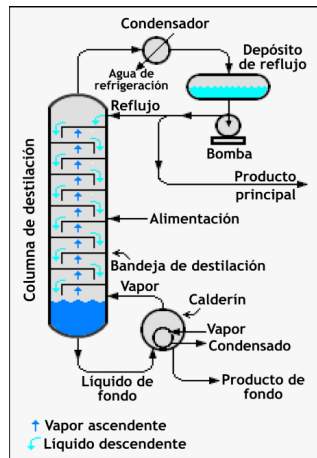 Condensador
Depósito
de reflujo
Agua de
refrigeración
Reflujo
Bomba
Producto
principal
Columna de destilación
Alimentación
Bandeja de destilación
Vapor
Calderín
Vapor
Condensado
Líquido de
fondo
Producto de
fondo
Vapor ascendente
Líquido descendente